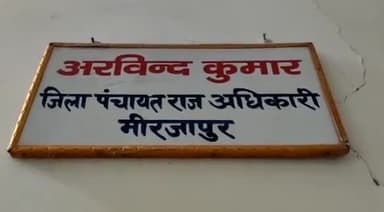 अरविन्द कुमार
जिला पंचायत राज अधिकारी
मीरजापुर